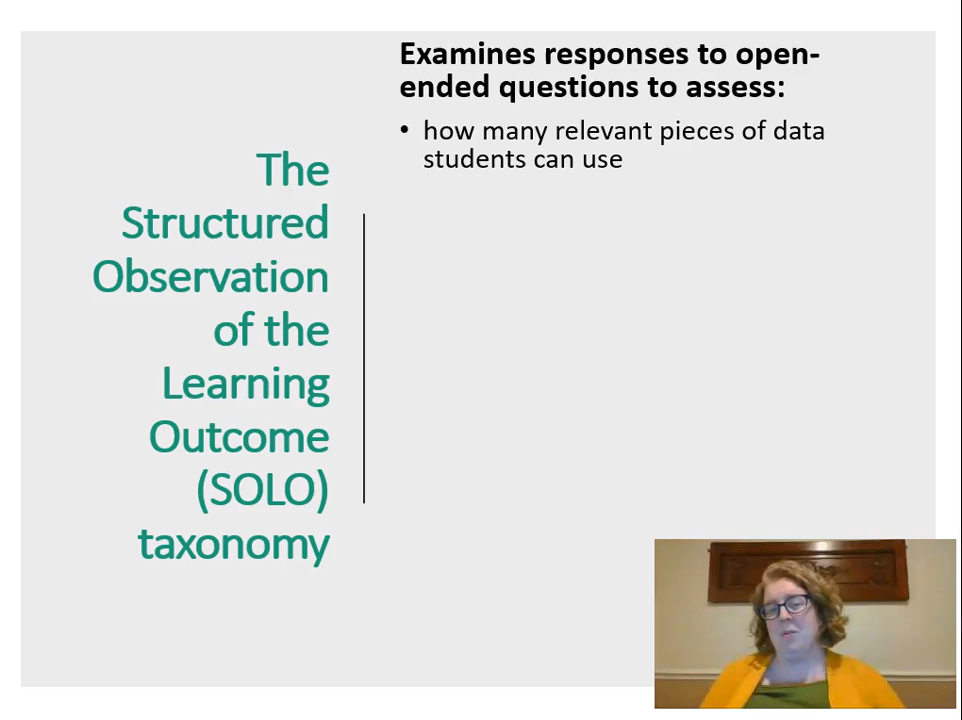 The
Structured
Observation
of the
Learning
Outcome
(SOLO)
taxonomy
Examines responses to open-
ended questions to assess:
• how many relevant pieces of data
students can use